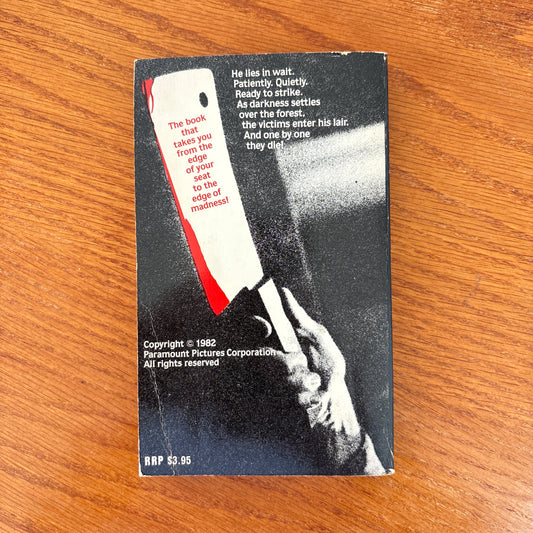 He lies in wait.
Patiently. Quietly.
Ready to strike.
As darkness settles
over the forest,
the victims enter his lair.
And one by one
they die!
The book
that
takes you
from the
edge
of your
seat
to the
edge of
madness!
Copyright © 1982
Paramount Pictures Corporation
All rights reserved
RRP $3.95